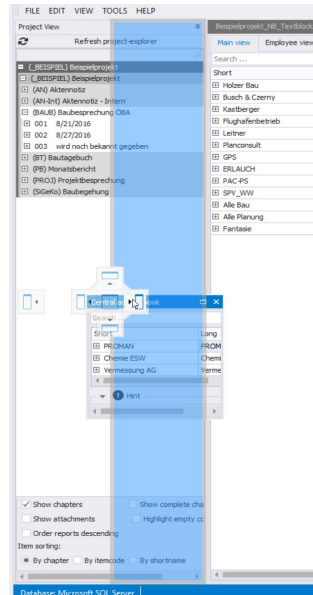 FILE EDIT VIEW TOOLS HELP
Project View
Beispielprojekt_NB_Textblock
Refresh project-explorer
Main view Employee view
Search ...
Short
(_BEISPIEL) Beispielprojekt
(_BEISPIEL) Beispielprojekt
(AN) Aktennotiz
(AN-Int) Aktennotiz - Intern
(BAUB) Baubesprechung ÖBA
001 8/21/2016
002 8/27/2016
003 wird noch bekannt gegeben
(BT) Bautagebuch
(PB) Monatsbericht
(PROJ) Projektbesprechung
(SiGeKo) Baubegehung
Holzer Bau
Busch & Czerny
Kastberger
Flughafenbetrieb
Leitner
Planconsult
GPS
ERLAUCH
PAC-PS
SPV_WW
Alle Bau
Alle Planung
Fantasie
Central book
Search ...
Short Long
PROMAN PROM
Chemie ESW Chemi
Vermessung AG Verme
Hint
Show chapters Show complete cha
Show attachments Highlight empty cc
Order reports descending
Item sorting:
By chapter By itemcode By shortname
Database: Microsoft SQL Server